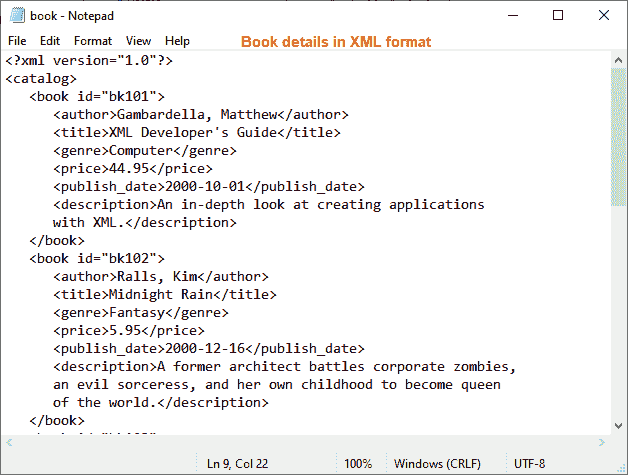 book - Notepad
File Edit Format View Help
Book details in XML format
<?xml version="1.0"?>
<catalog>
   <book id="bk101">
      <author>Gambardella, Matthew</author>
      <title>XML Developer's Guide</title>
      <genre>Computer</genre>
      <price>44.95</price>
      <publish_date>2000-10-01</publish_date>
      <description>An in-depth look at creating applications
      with XML.</description>
   </book>
   <book id="bk102">
      <author>Ralls, Kim</author>
      <title>Midnight Rain</title>
      <genre>Fantasy</genre>
      <price>5.95</price>
      <publish_date>2000-12-16</publish_date>
      <description>A former architect battles corporate zombies,
      an evil sorceress, and her own childhood to become queen
      of the world.</description>
   </book>
Ln 9, Col 22 100% Windows (CRLF) UTF-8